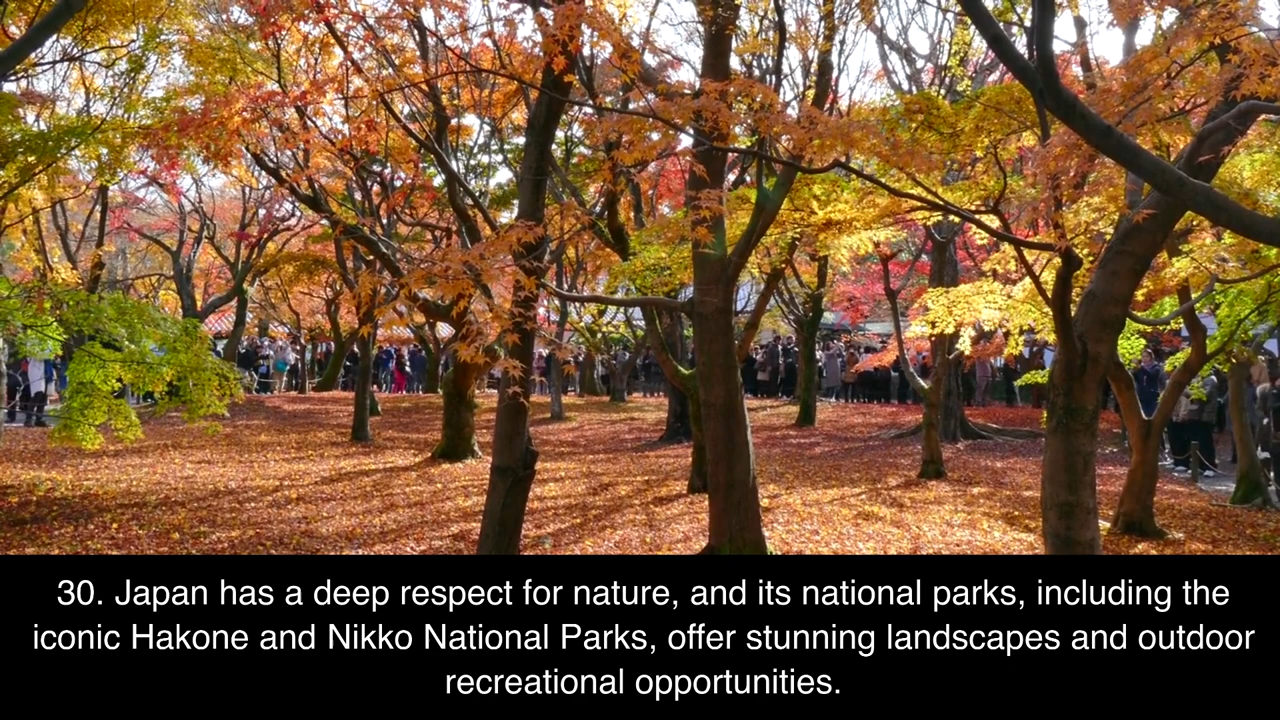 30. Japan has a deep respect for nature, and its national parks, including the
iconic Hakone and Nikko National Parks, offer stunning landscapes and outdoor
recreational opportunities.